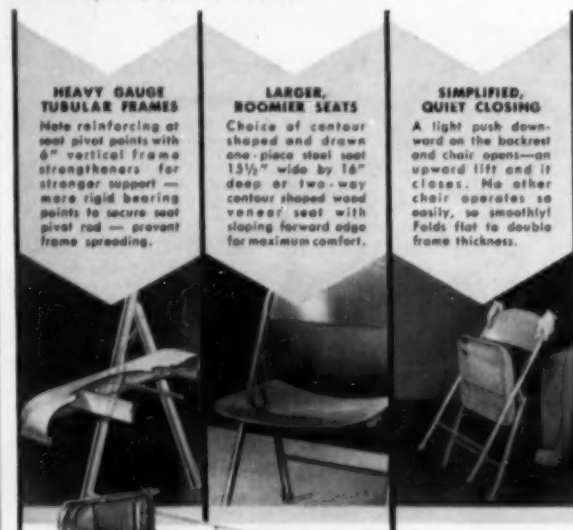 HEAVY GAUGE
TUBULAR FRAMES
Note reinforcing at
seat pivot points with
6" vertical frame
strengtheners for
stronger support —
more rigid bearing
points to secure seat
pivot rod — prevent
frame spreading.
LARGER,
ROOMIER SEATS
Choice of contour
shaped and drawn
one-piece steel seat
15½" wide by 16"
deep or two-way
contour shaped wood
veneer seat with
sloping forward edge
for maximum comfort.
SIMPLIFIED,
QUIET CLOSING
A light push down-
ward on the backrest
and chair opens—an
upward lift and it
closes. No other
chair operates so
easily, so smoothly!
Folds flat to double
frame thickness.